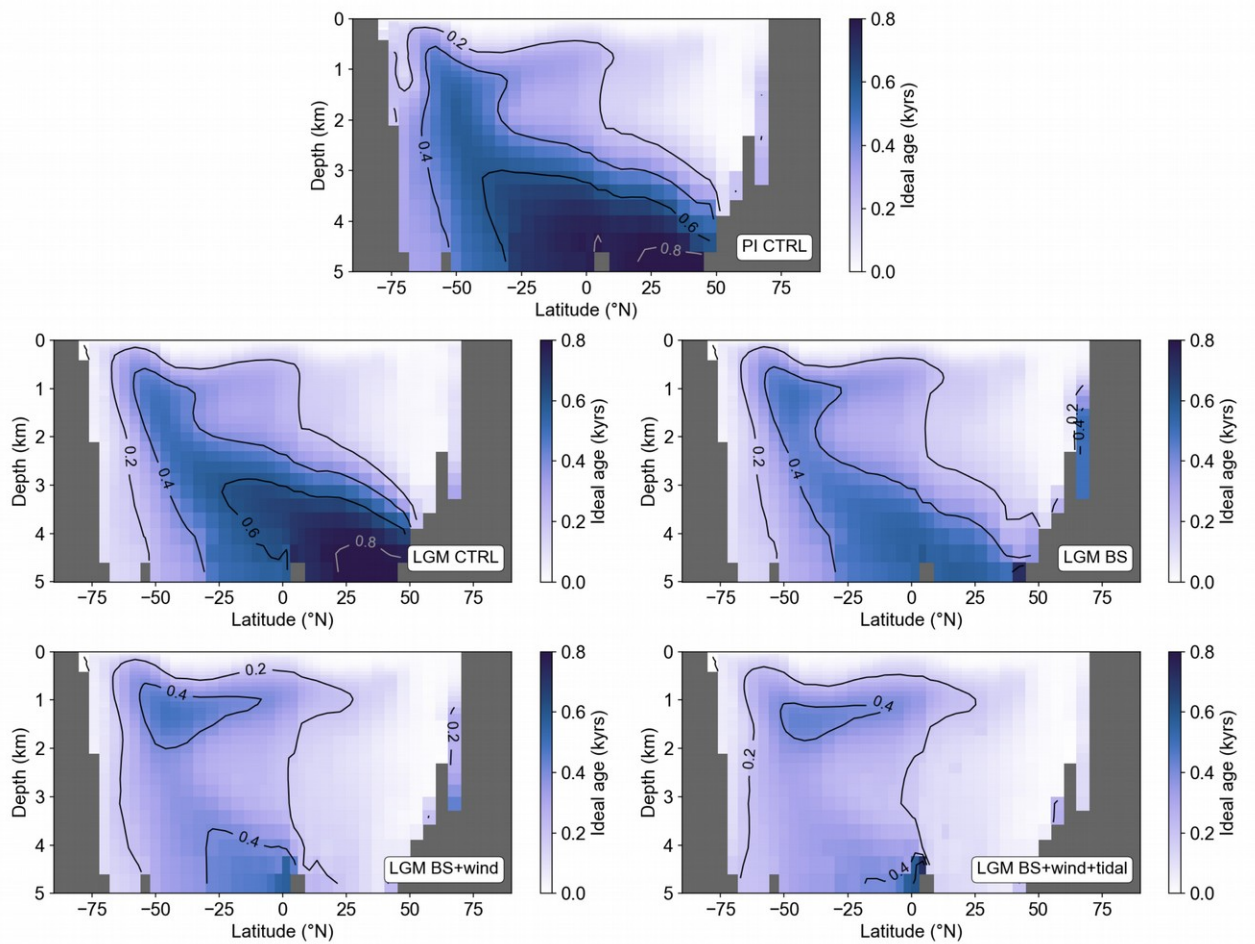 0
1
2
3
4
5
Depth (km)
0.2
0.4
0.6
0.8
PI CTRL
−75 −50 −25 0 25 50 75
Latitude (°N)
0.8
0.6
0.4
0.2
0.0
Ideal age (kyrs)
0
1
2
3
4
5
Depth (km)
0.2
0.4
0.6
0.8
LGM CTRL
−75 −50 −25 0 25 50 75
Latitude (°N)
0.8
0.6
0.4
0.2
0.0
Ideal age (kyrs)
0
1
2
3
4
5
Depth (km)
0.2
0.4
0.2
0.4
LGM BS
−75 −50 −25 0 25 50 75
Latitude (°N)
0.8
0.6
0.4
0.2
0.0
Ideal age (kyrs)
0
1
2
3
4
5
Depth (km)
0.2
0.4
0.2
0.4
LGM BS+wind
−75 −50 −25 0 25 50 75
Latitude (°N)
0.8
0.6
0.4
0.2
0.0
Ideal age (kyrs)
0
1
2
3
4
5
Depth (km)
0.4
0.2
0.4
LGM BS+wind+tidal
−75 −50 −25 0 25 50 75
Latitude (°N)
0.8
0.6
0.4
0.2
0.0
Ideal age (kyrs)